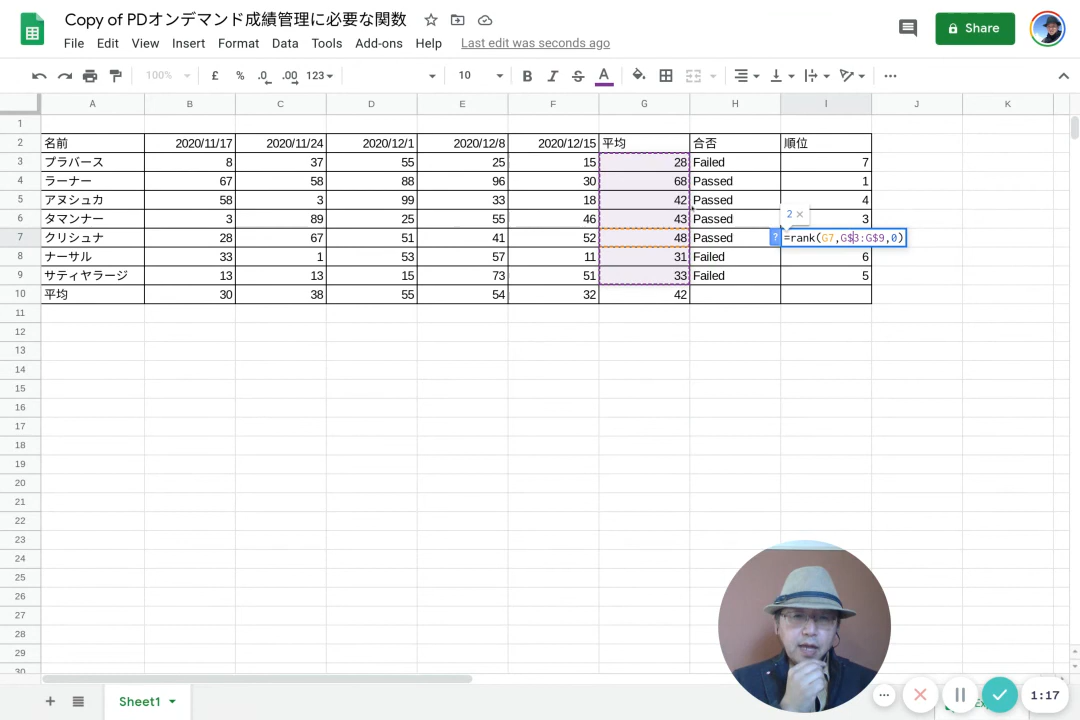 Copy of PDオンデマンド成績管理に必要な関数
File Edit View Insert Format Data Tools Add-ons Help Last edit was seconds ago
Share
100% £ % .0 .00 123 10 B I S A
A B C D E F G H I J K
1
2 名前 2020/11/17 2020/11/24 2020/12/1 2020/12/8 2020/12/15 平均 合否 順位
3 プラバース 8 37 55 25 15 28 Failed 7
4 ラーナー 67 58 88 96 30 68 Passed 1
5 アヌシュカ 58 3 99 33 18 42 Passed 4
6 タマンナー 3 89 25 55 46 43 Passed 3
2 ×
7 クリシュナ 28 67 51 41 52 48 Passed ? =rank(G7,G$3:G$9,0)
8 ナーサル 33 1 53 57 11 31 Failed 6
9 サティヤラージ 13 13 15 73 51 33 Failed 5
10 平均 30 38 55 54 32 42
11
12
13
14
15
16
17
18
19
20
21
22
23
24
25
26
27
28
29
30
Sheet1
1:17